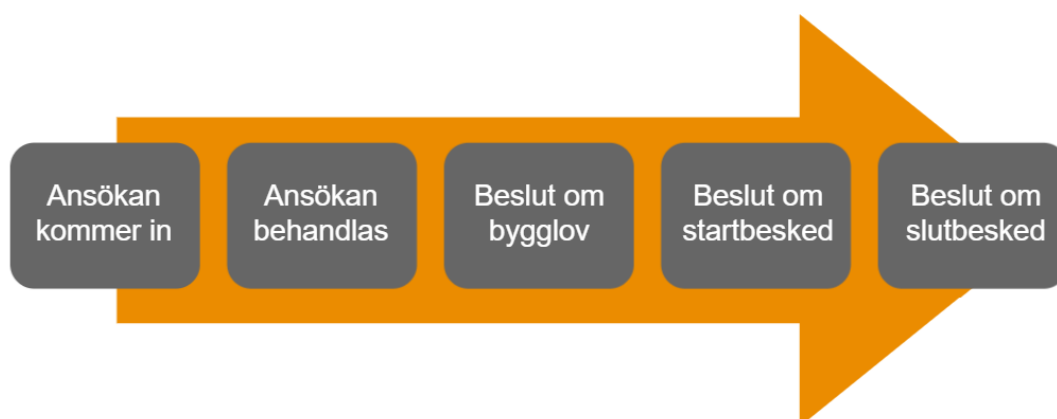 Ansökan
kommer in
Ansökan
behandlas
Beslut om
bygglov
Beslut om
startbesked
Beslut om
slutbesked